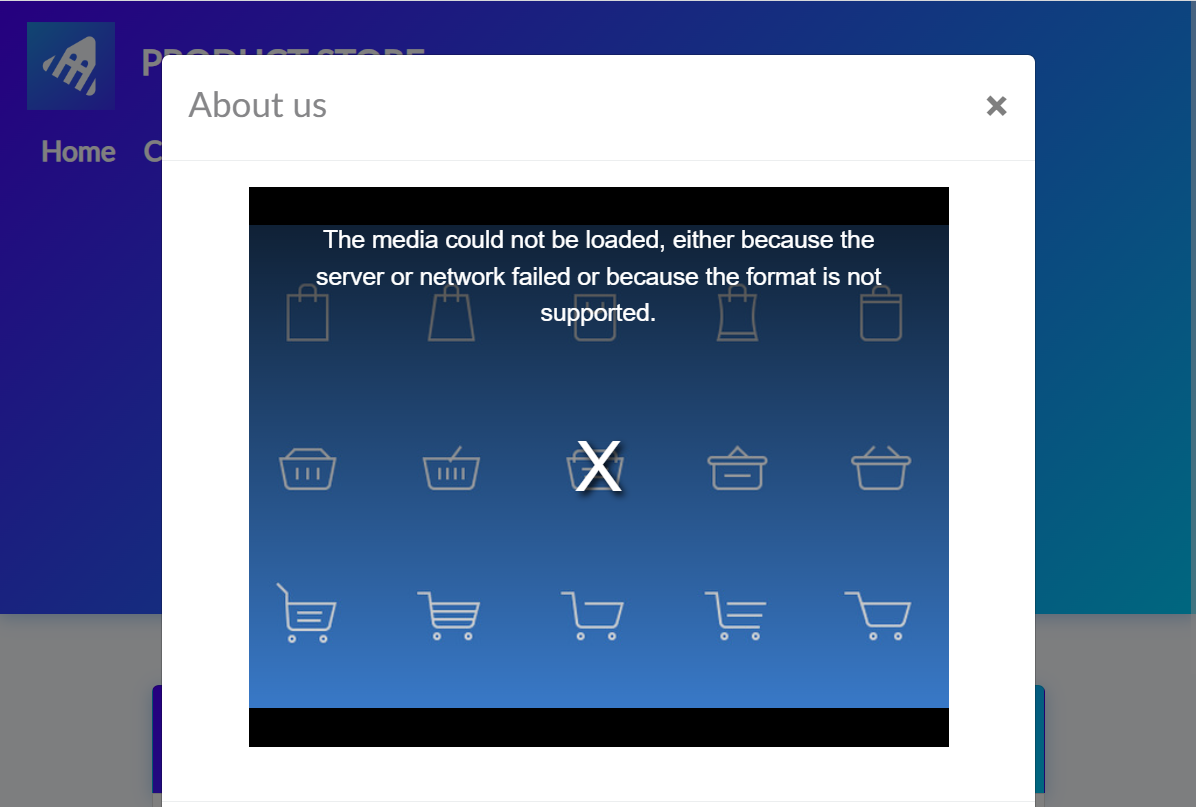 PRODUCT STORE
About us
×
Home C
The media could not be loaded, either because the
server or network failed or because the format is not
supported.
X